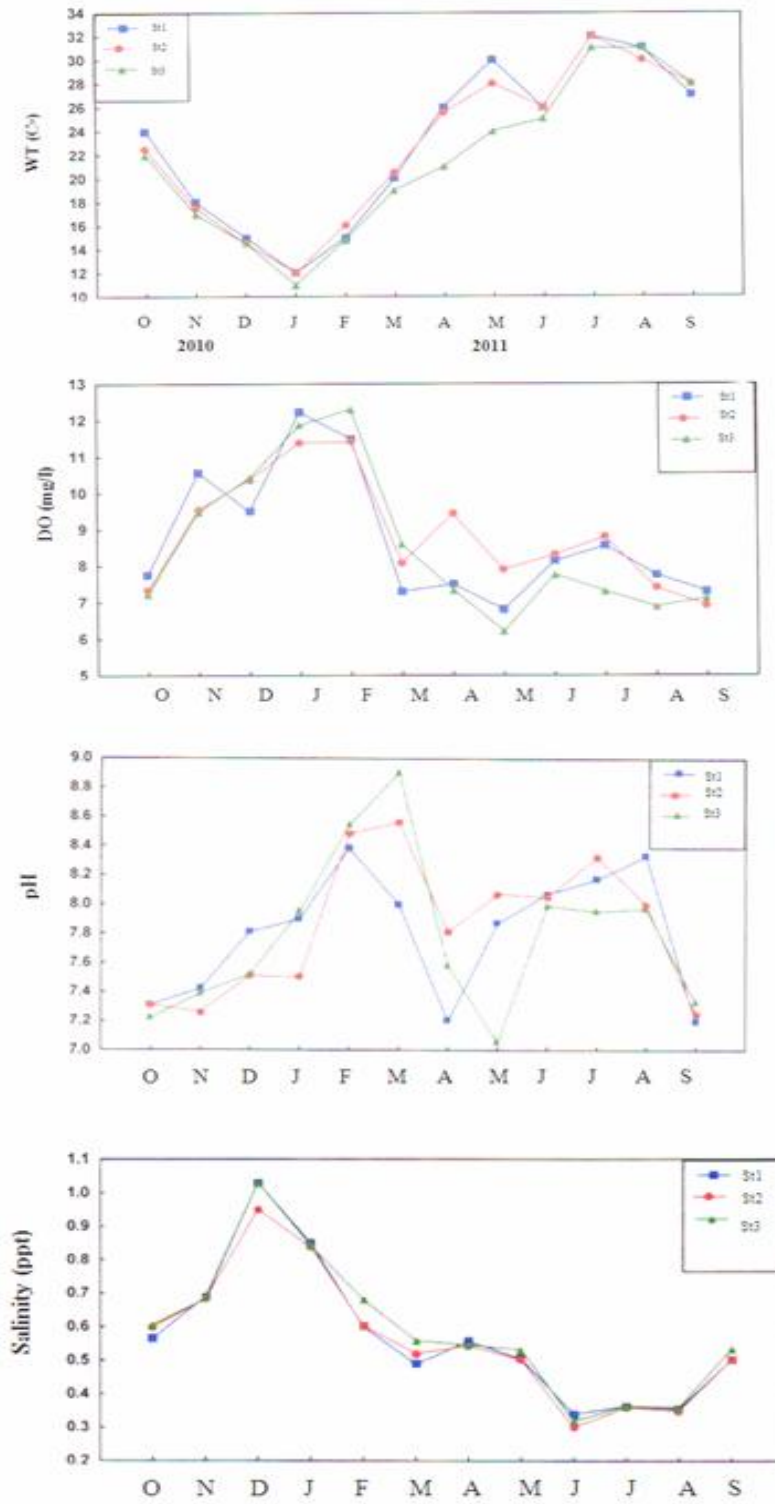 34
32
30
28
26
24
22
20
18
16
14
12
10
WT (C°)
St1
St2
St3
O N D J F M A M J J A S
2010 2011
13
12
11
10
9
8
7
6
5
DO (mg/l)
St1
St2
St3
O N D J F M A M J J A S
9.0
8.8
8.6
8.4
8.2
8.0
7.8
7.6
7.4
7.2
7.0
pH
St1
St2
St3
O N D J F M A M J J A S
1.1
1.0
0.9
0.8
0.7
0.6
0.5
0.4
0.3
0.2
Salinity (ppt)
St1
St2
St3
O N D J F M A M J J A S